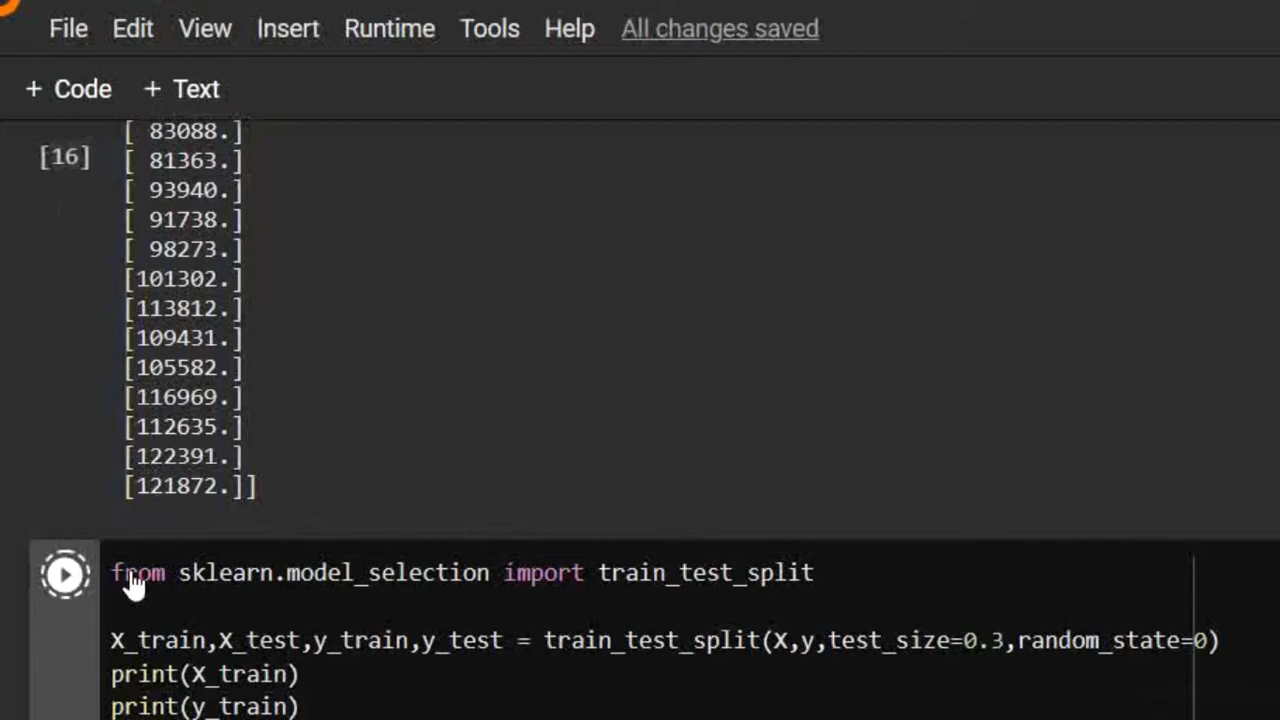 File Edit View Insert Runtime Tools Help All changes saved
+ Code + Text
[ 83088.]
[16]
[ 81363.]
[ 93940.]
[ 91738.]
[ 98273.]
[101302.]
[113812.]
[109431.]
[105582.]
[116969.]
[112635.]
[122391.]
[121872.]]
from sklearn.model_selection import train_test_split
X_train,X_test,y_train,y_test = train_test_split(X,y,test_size=0.3,random_state=0)
print(X_train)
print(y_train)